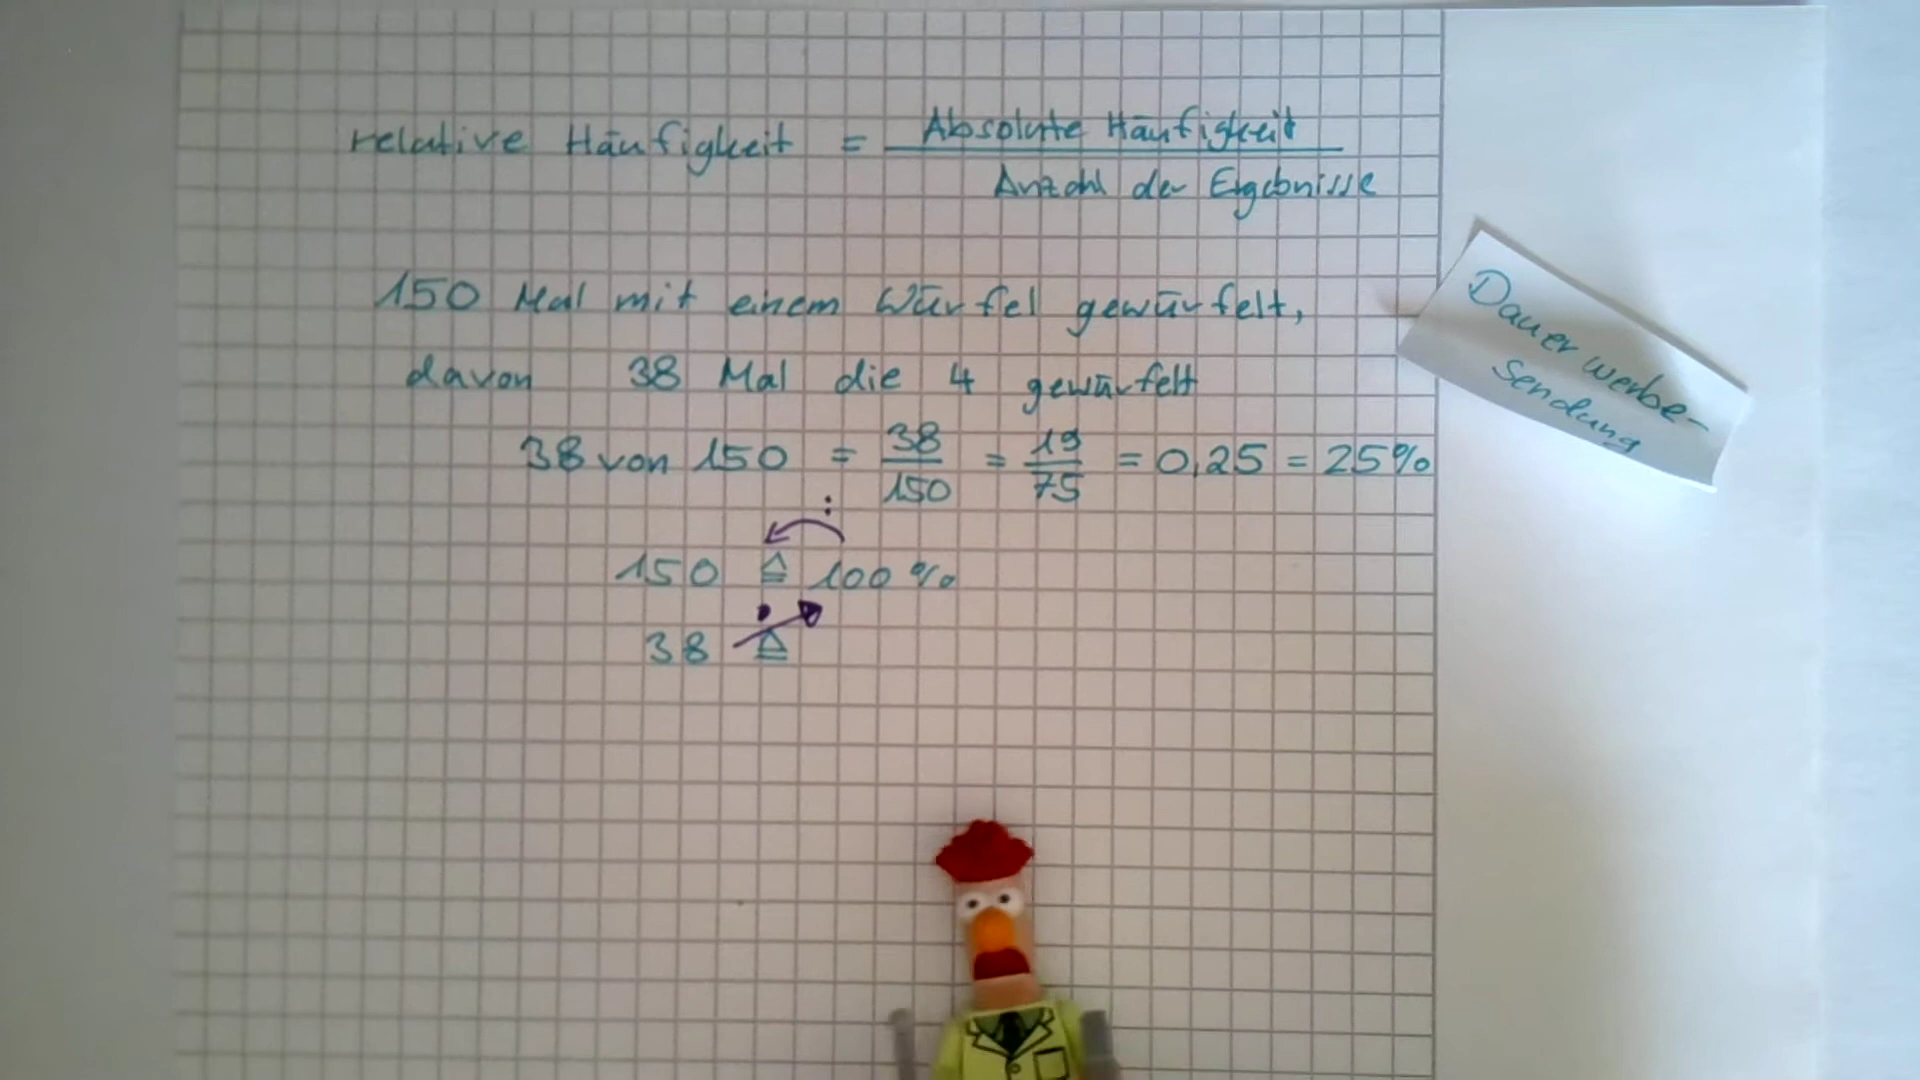 relative Häufigkeit = Absolute Häufigkeit / Anzahl der Ergebnisse
150 Mal mit einem Würfel gewürfelt,
davon 38 Mal die 4 gewürfelt
38 von 150 = 38/150 = 19/75 = 0,25 = 25%
:
150 ≙ 100%
·
38 ≙
Dauerwerbe-
sendung